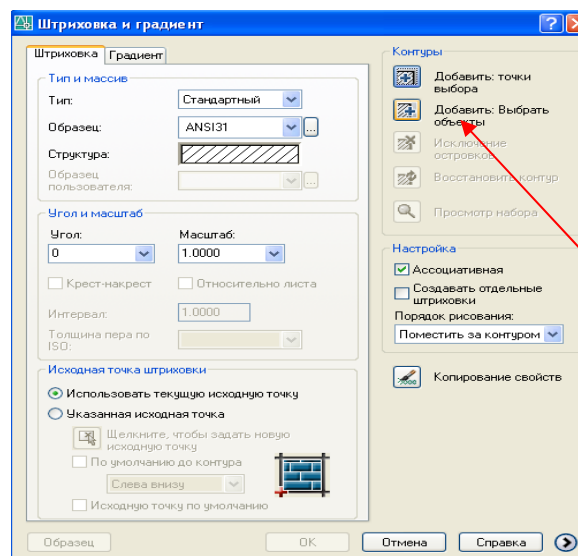 Штриховка и градиент
Штриховка
Градиент
Тип и массив
Тип:
Стандартный
Образец:
ANSI31
...
Структура:
Образец
пользователя:
...
Угол и масштаб
Угол:
Масштаб:
0
1.0000
Крест-накрест
Относительно листа
Интервал:
1.0000
Толщина пера по
ISO:
Исходная точка штриховки
Использовать текущую исходную точку
Указанная исходная точка
Щелкните, чтобы задать новую
исходную точку
По умолчанию до контура
Слева внизу
Исходную точку по умолчанию
Контуры
Добавить: точки
выбора
Добавить: Выбрать
объекты
Исключение
островков
Восстановить контур
Просмотр набора
Настройка
Ассоциативная
Создавать отдельные
штриховки
Порядок рисования:
Поместить за контуром
Копирование свойств
Образец
OK
Отмена
Справка